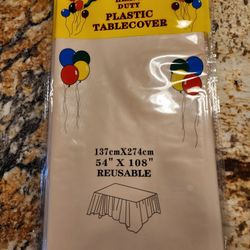 DUTY
PLASTIC
TABLECOVER
137cmX274cm
54" X 108"
REUSABLE